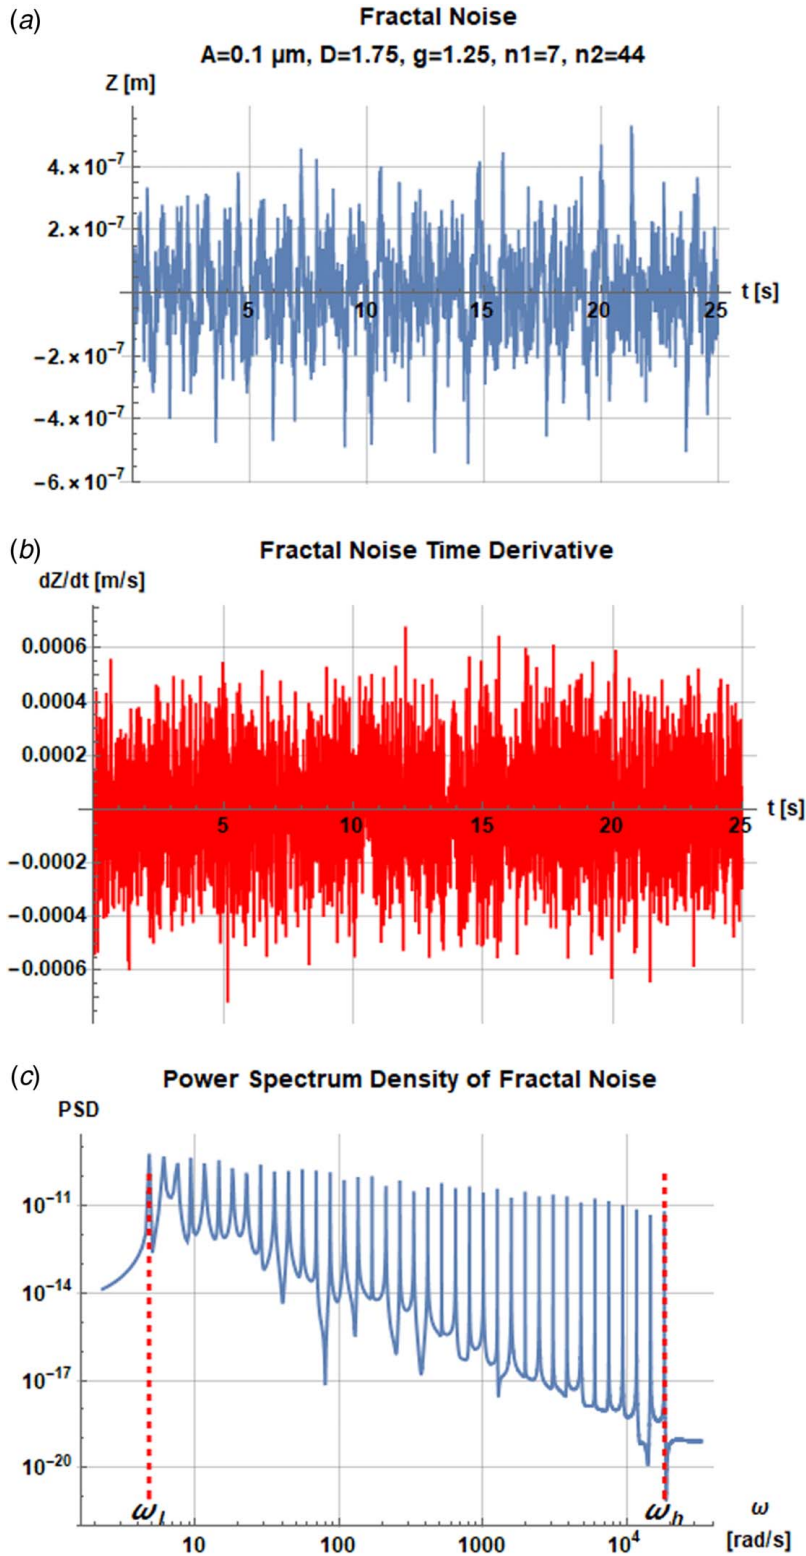 (a)
Fractal Noise
A=0.1 μm, D=1.75, g=1.25, n1=7, n2=44
Z [m]
4.×10⁻⁷
2.×10⁻⁷
5 10 15 20 25 t [s]
−2.×10⁻⁷
−4.×10⁻⁷
−6.×10⁻⁷
(b)
Fractal Noise Time Derivative
dZ/dt [m/s]
0.0006
0.0004
0.0002
5 10 15 20 25 t [s]
−0.0002
−0.0004
−0.0006
(c)
Power Spectrum Density of Fractal Noise
PSD
10⁻¹¹
10⁻¹⁴
10⁻¹⁷
10⁻²⁰
ωl ωh ω
10 100 1000 10⁴ [rad/s]